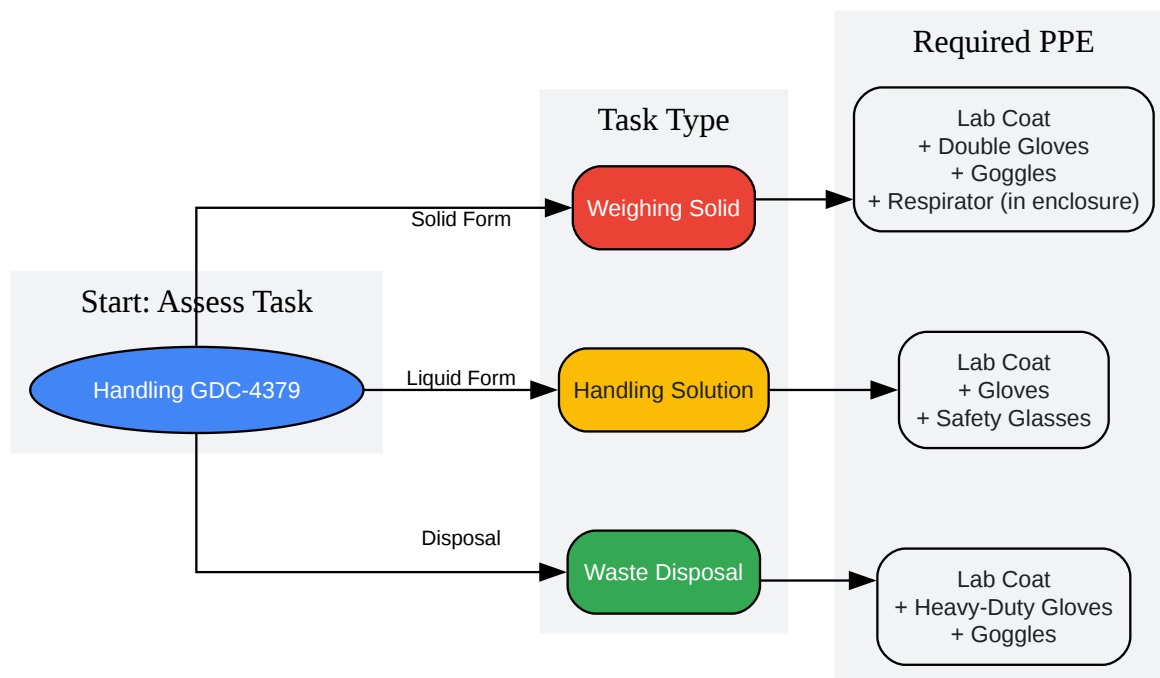 Required PPE
Lab Coat
+ Double Gloves
+ Goggles
+ Respirator (in enclosure)
Task Type
Weighing Solid
Solid Form
Start: Assess Task
Handling GDC-4379
Liquid Form
Handling Solution
Lab Coat
+ Gloves
+ Safety Glasses
Disposal
Waste Disposal
Lab Coat
+ Heavy-Duty Gloves
+ Goggles